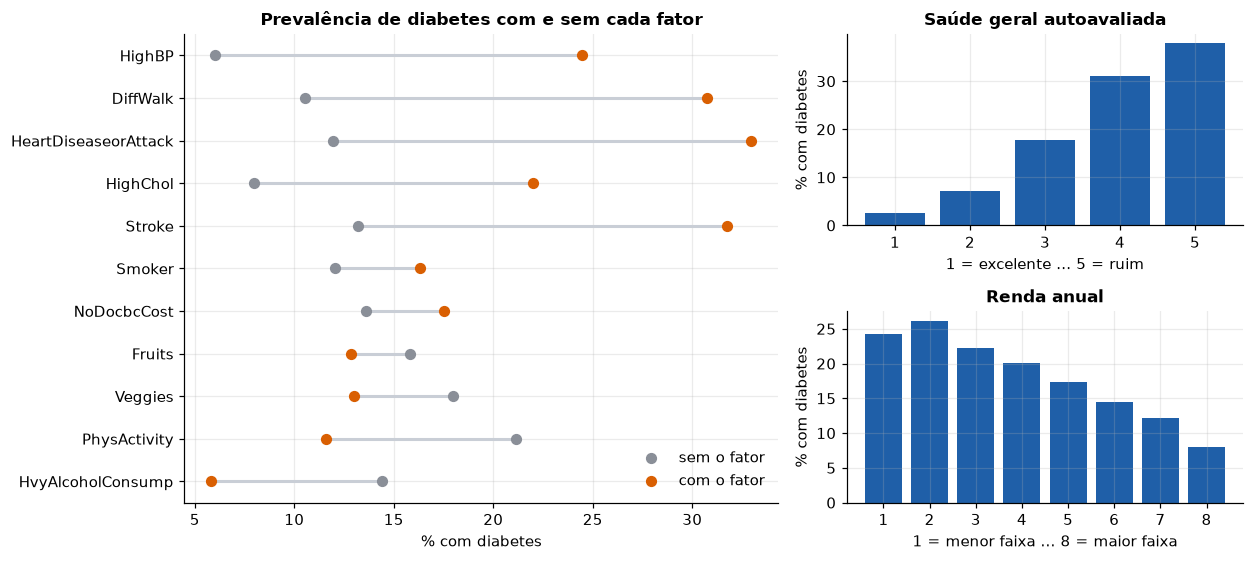 Prevalência de diabetes com e sem cada fator
HighBP
DiffWalk
HeartDiseaseorAttack
HighChol
Stroke
Smoker
NoDocbcCost
Fruits
Veggies
PhysActivity
HvyAlcoholConsump
sem o fator
com o fator
5 10 15 20 25 30
% com diabetes
Saúde geral autoavaliada
% com diabetes
30
20
10
0
1 2 3 4 5
1 = excelente ... 5 = ruim
Renda anual
% com diabetes
25
20
15
10
5
0
1 2 3 4 5 6 7 8
1 = menor faixa ... 8 = maior faixa